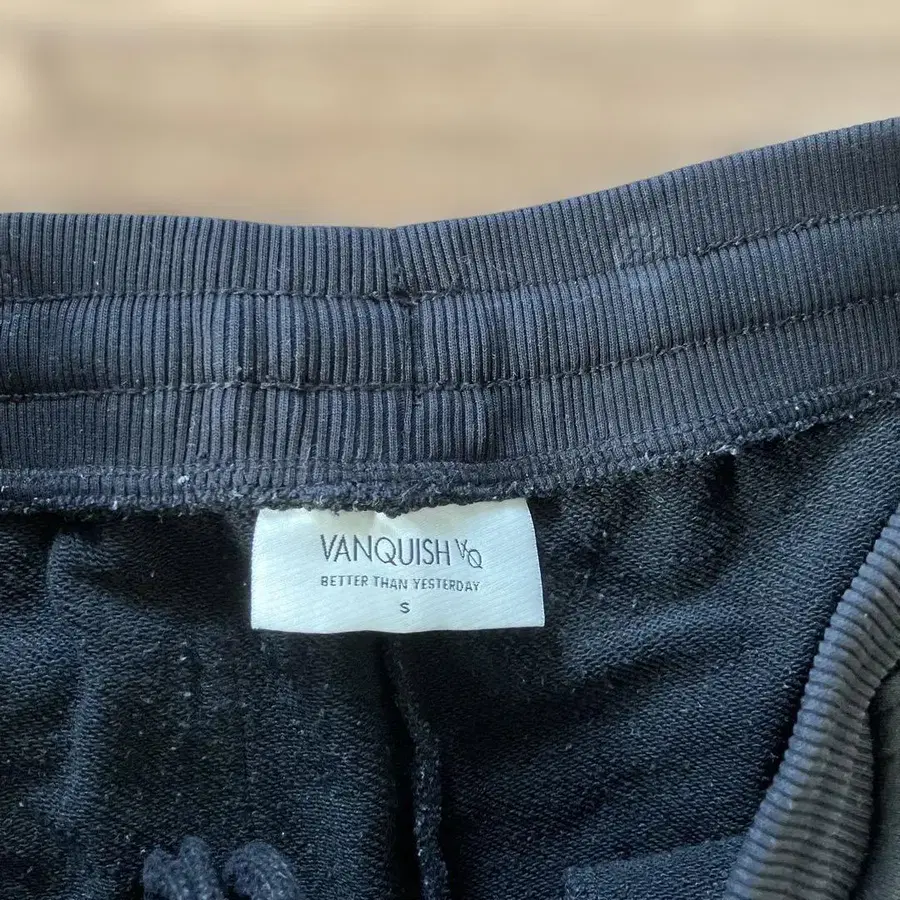 VANQUISH VQ
BETTER THAN YESTERDAY
S